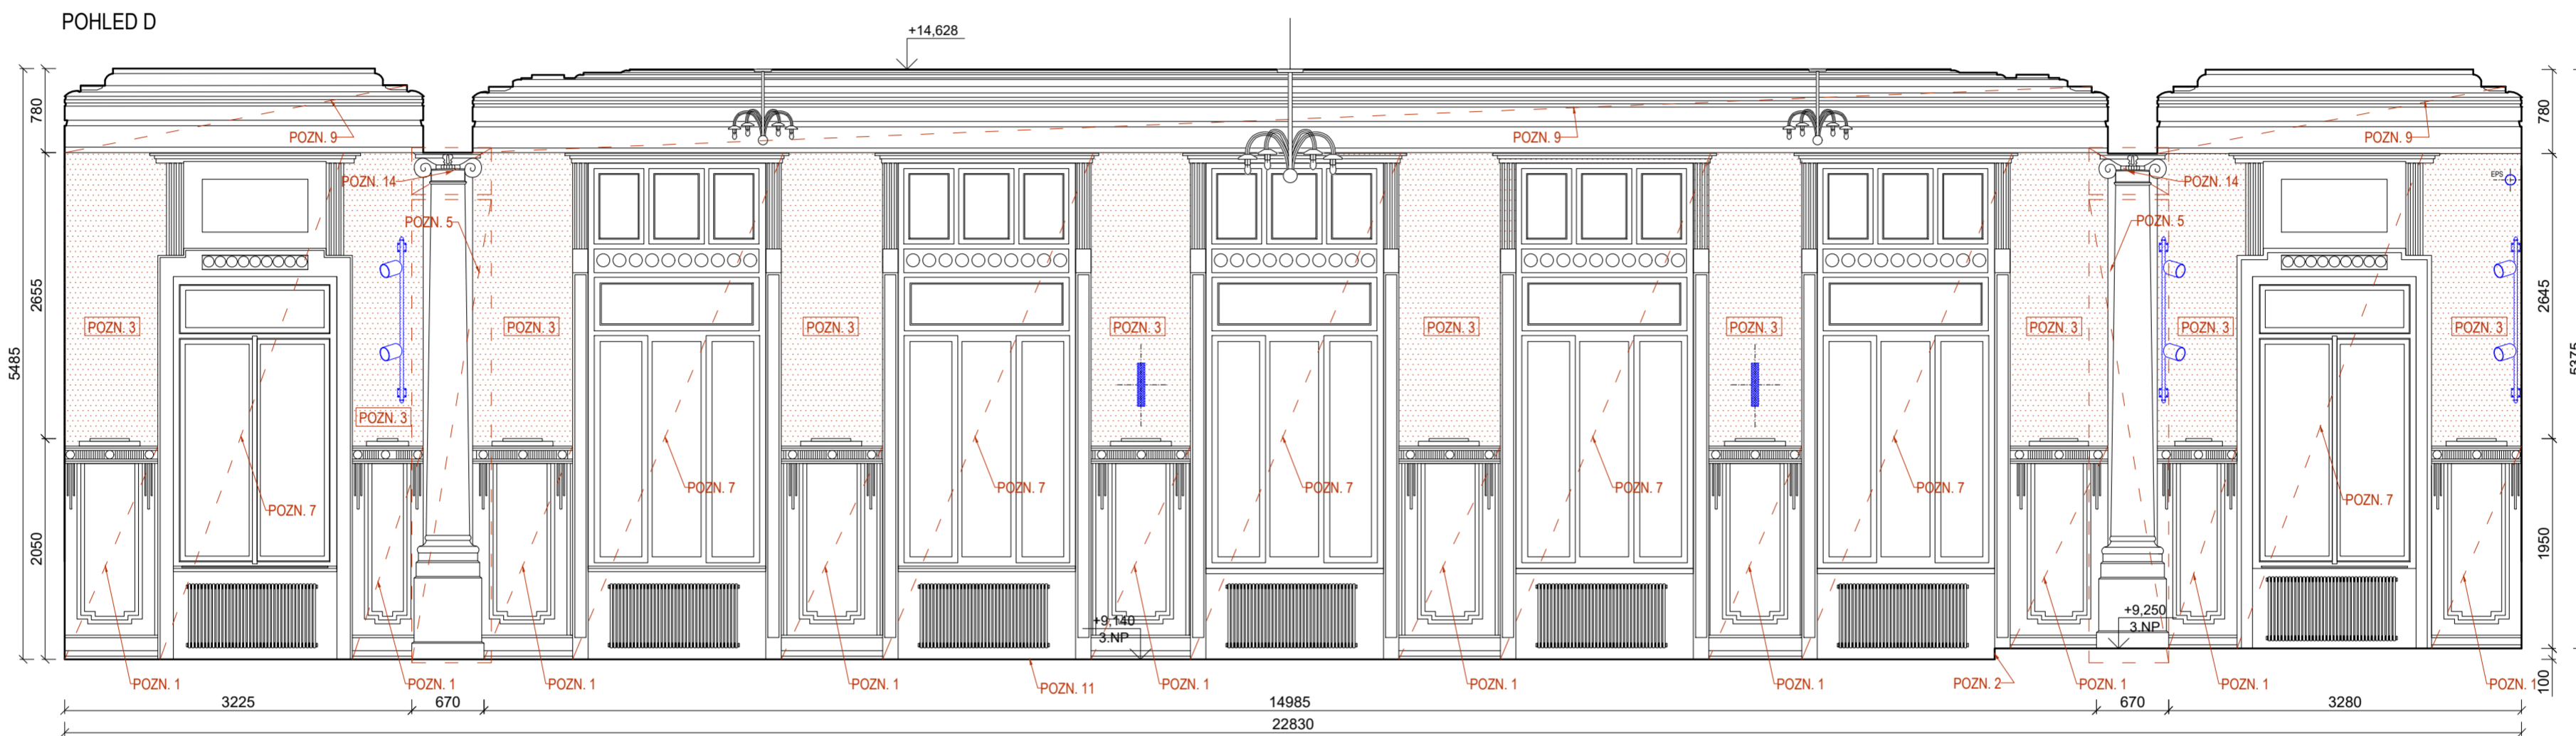 POHLED D
+14,628
780
780
POZN. 9
POZN. 9
POZN. 9
POZN. 14
POZN. 14
EPS
POZN. 5
POZN. 5
2655
2645
5485
5375
POZN. 3
POZN. 3
POZN. 3
POZN. 3
POZN. 3
POZN. 3
POZN. 3
POZN. 3
POZN. 3
POZN. 3
POZN. 7
POZN. 7
POZN. 7
POZN. 7
POZN. 7
POZN. 7
POZN. 7
2050
1950
+9,140
3.NP
+9,250
3.NP
POZN. 1
POZN. 1
POZN. 1
POZN. 1
POZN. 11
POZN. 1
POZN. 1
POZN. 1
POZN. 2
POZN. 1
POZN. 1
POZN. 1
100
3225
670
14985
670
3280
22830